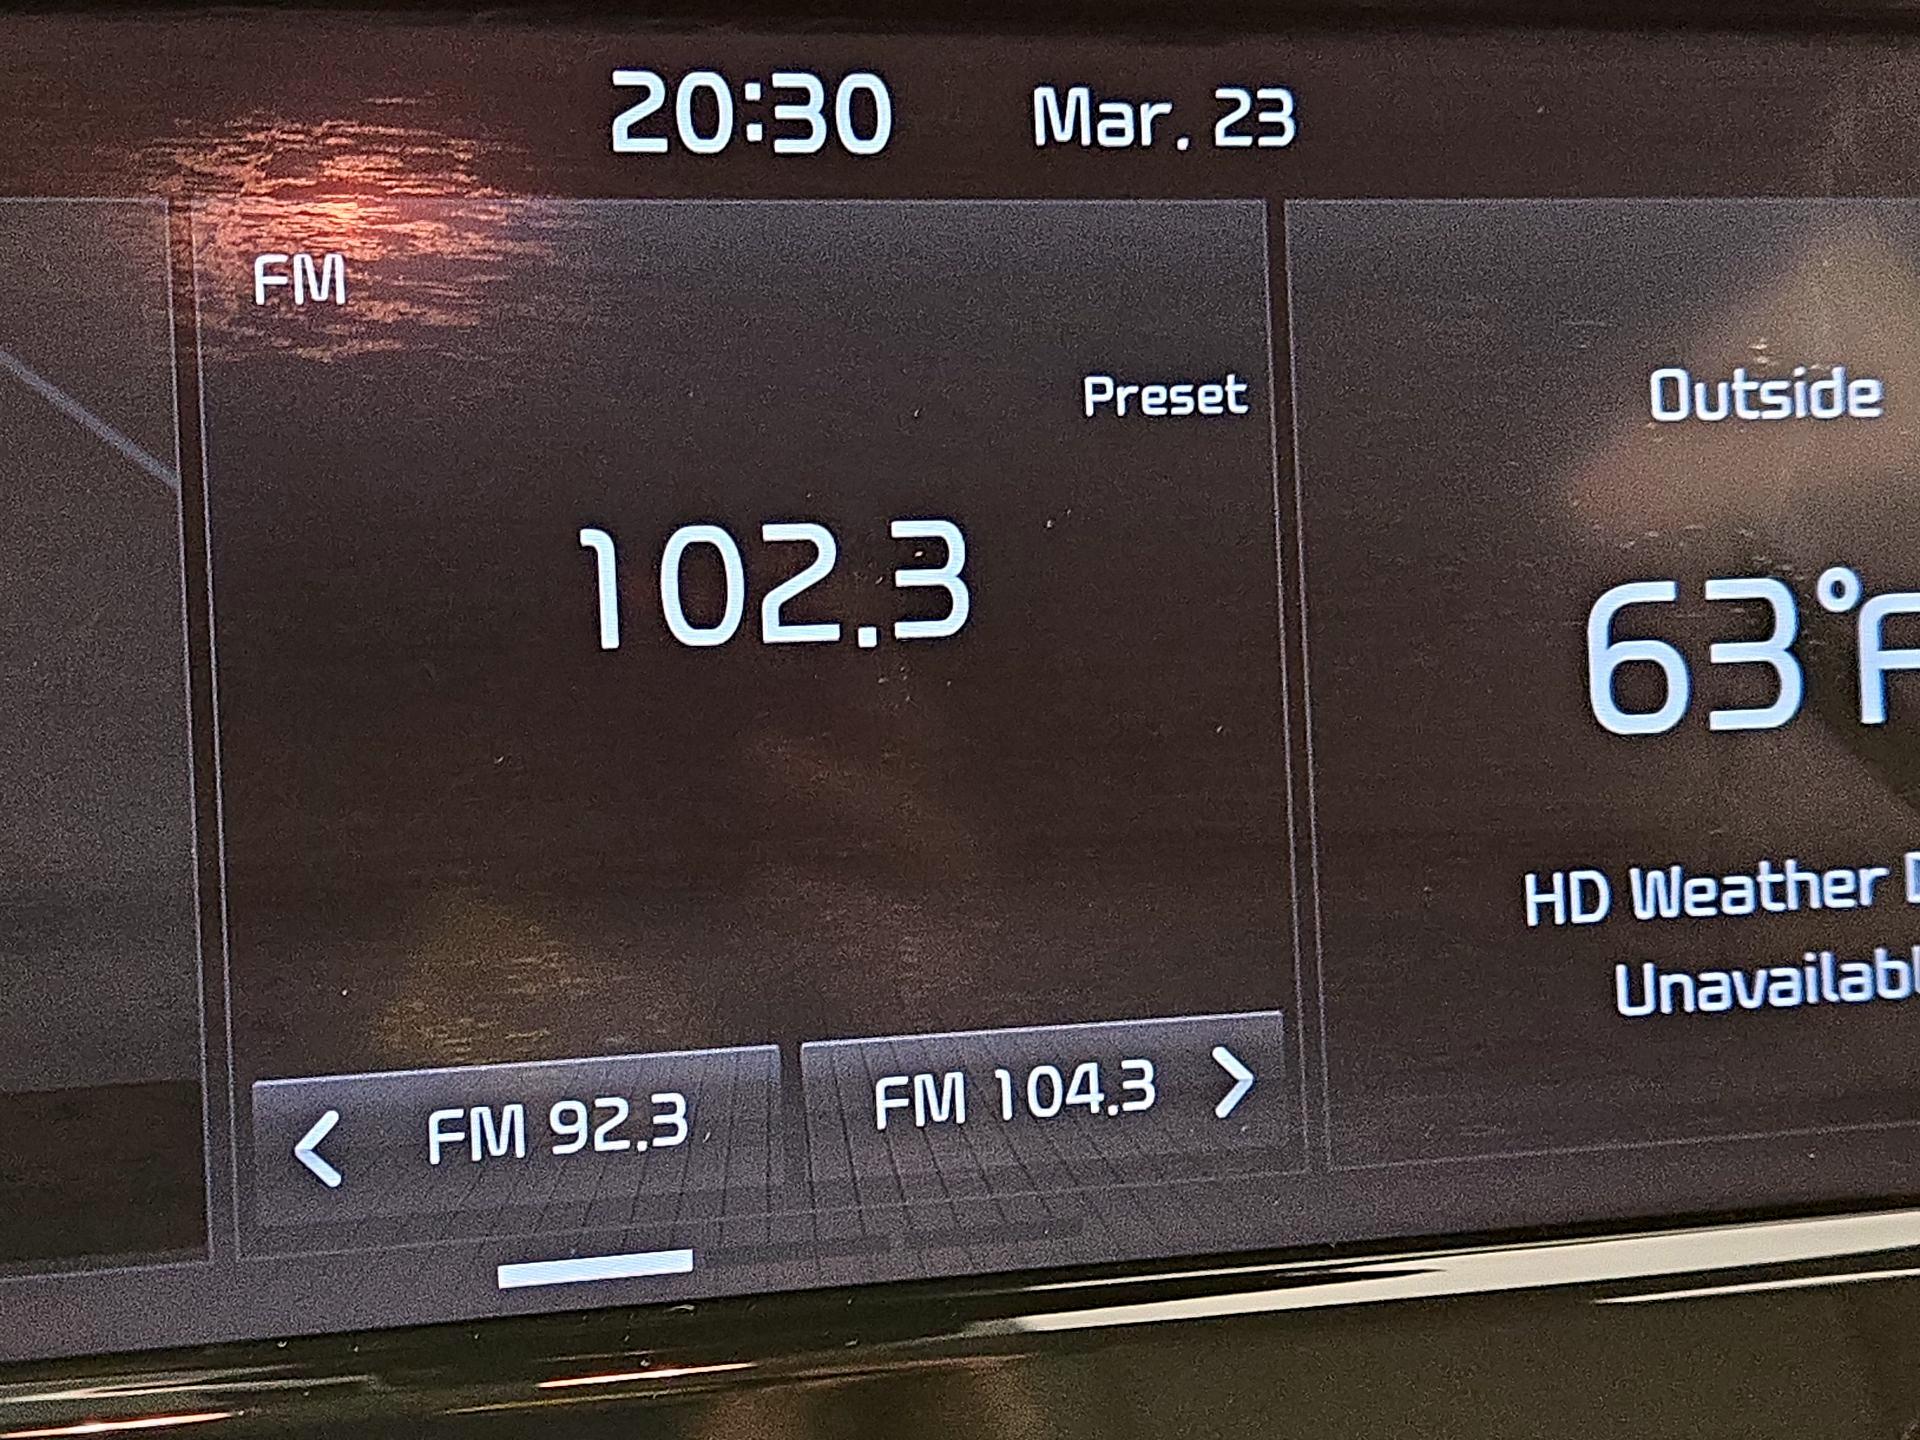 20:30 Mar. 23
FM
Preset
102.3
FM 92.3
FM 104.3
Outside
63°F
HD Weather